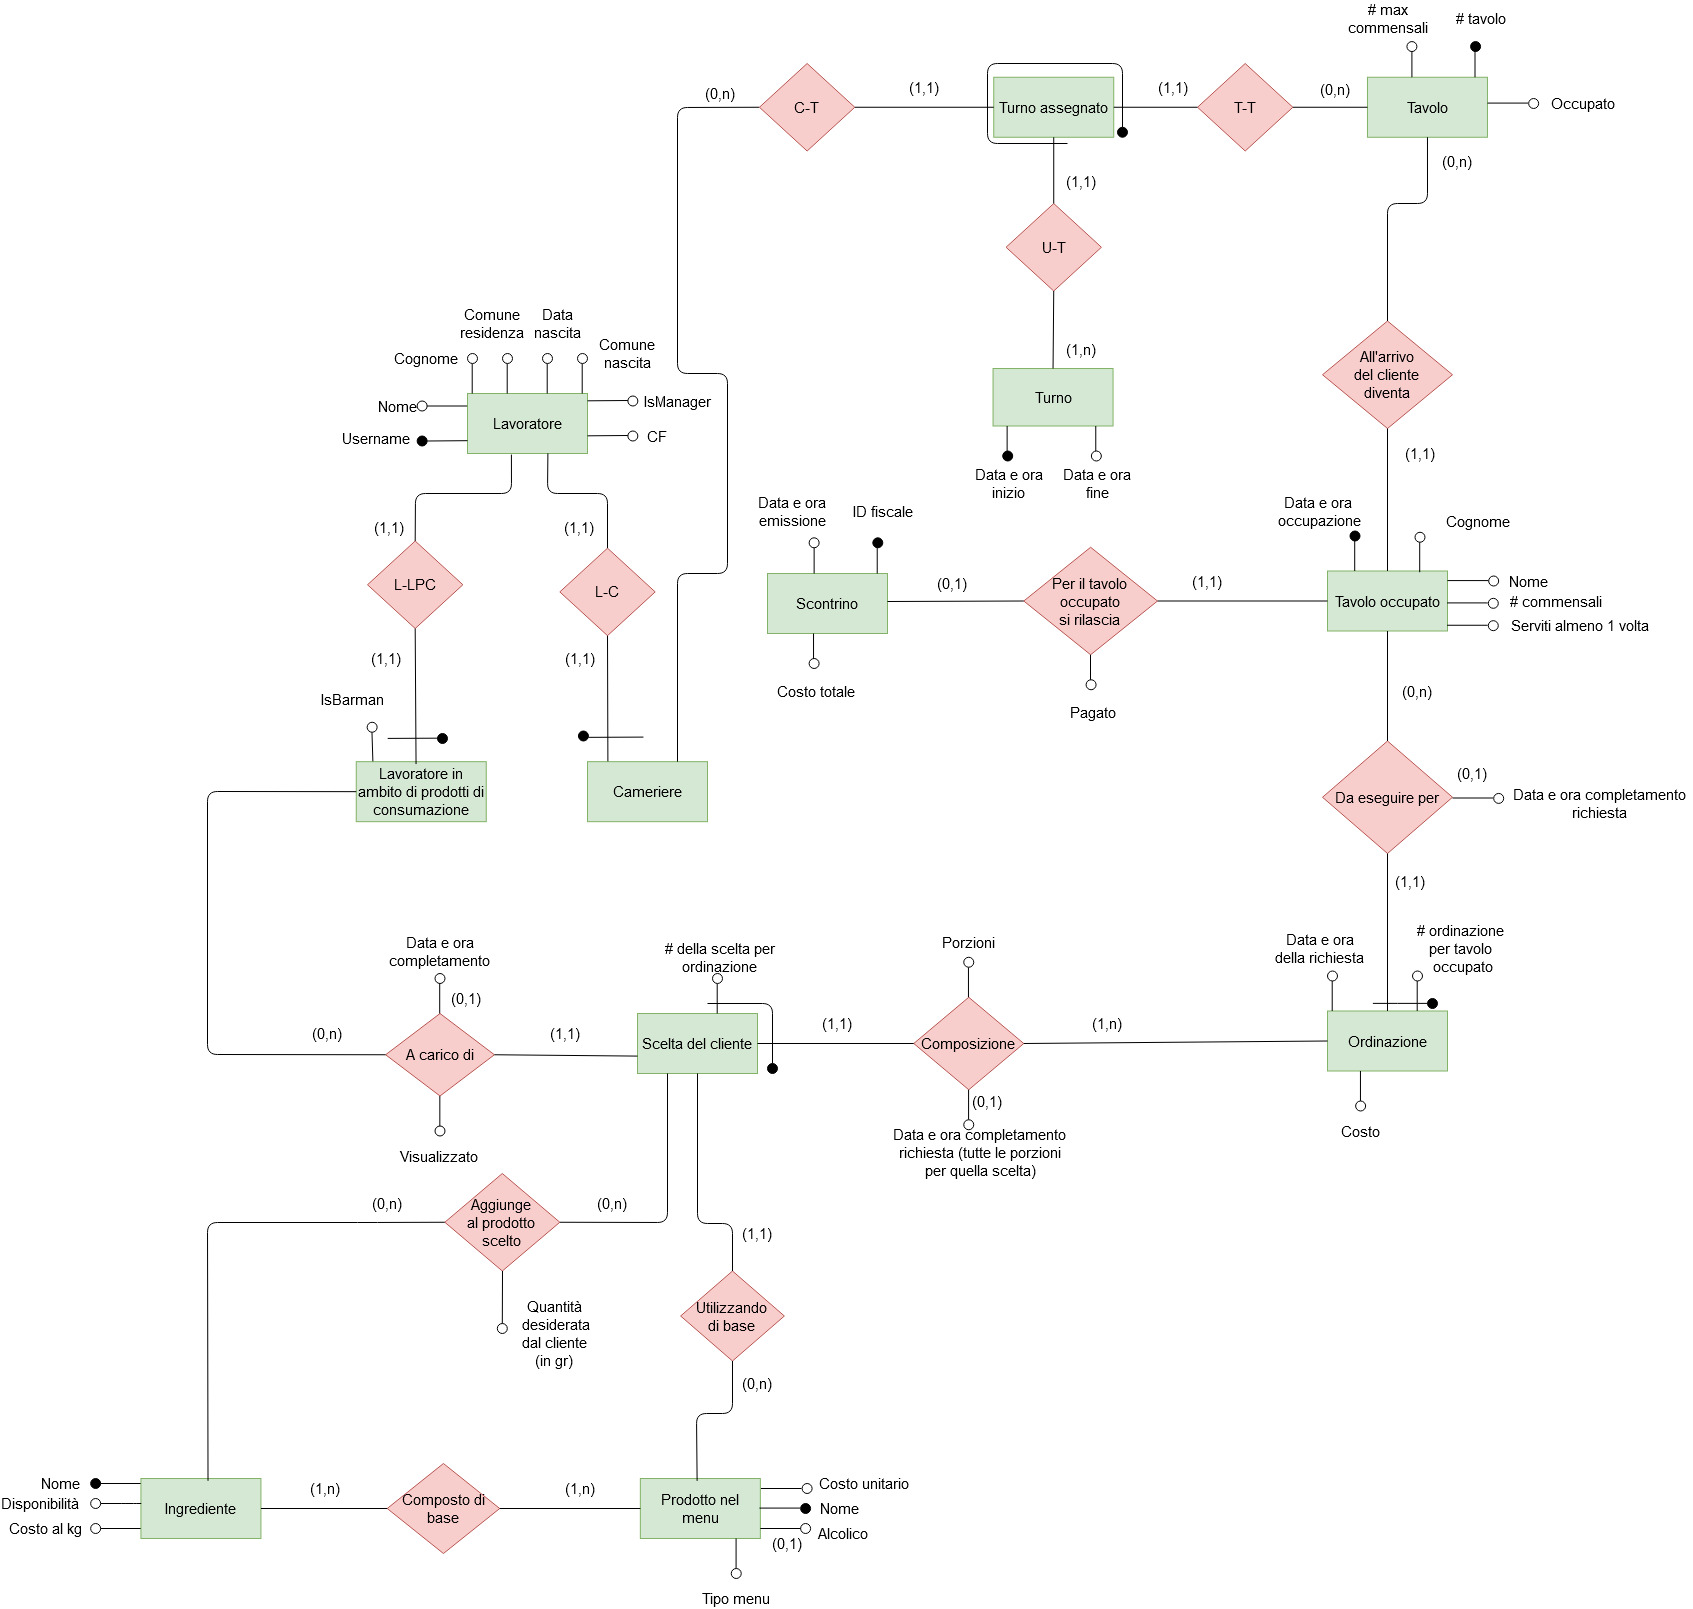 # max
commensali
# tavolo
(0,n)
C-T
(1,1)
Turno assegnato
(1,1)
T-T
(0,n)
Tavolo
Occupato
(0,n)
(1,1)
U-T
(1,n)
Turno
Data e ora
inizio
Data e ora
fine
All'arrivo
del cliente
diventa
(1,1)
Comune
residenza
Data
nascita
Comune
nascita
Cognome
Nome
Username
Lavoratore
IsManager
CF
(1,1)
(1,1)
L-LPC
L-C
(1,1)
(1,1)
IsBarman
Lavoratore in
ambito di prodotti di
consumazione
Cameriere
Data e ora
emissione
ID fiscale
Scontrino
Costo totale
(0,1)
Per il tavolo
occupato
si rilascia
Pagato
(1,1)
Data e ora
occupazione
Cognome
Tavolo occupato
Nome
# commensali
Serviti almeno 1 volta
(0,n)
Da eseguire per
(0,1)
Data e ora completamento
richiesta
(1,1)
Data e ora
della richiesta
# ordinazione
per tavolo
occupato
Ordinazione
Costo
(1,n)
Porzioni
Composizione
(0,1)
Data e ora completamento
richiesta (tutte le porzioni
per quella scelta)
(1,1)
# della scelta per
ordinazione
Scelta del cliente
(1,1)
Data e ora
completamento
(0,1)
A carico di
Visualizzato
(0,n)
(0,n)
Aggiunge
al prodotto
scelto
(0,n)
Quantità
desiderata
dal cliente
(in gr)
(1,1)
Utilizzando
di base
(0,n)
Nome
Disponibilità
Costo al kg
Ingrediente
(1,n)
Composto di
base
(1,n)
Prodotto nel
menu
Costo unitario
Nome
Alcolico
(0,1)
Tipo menu